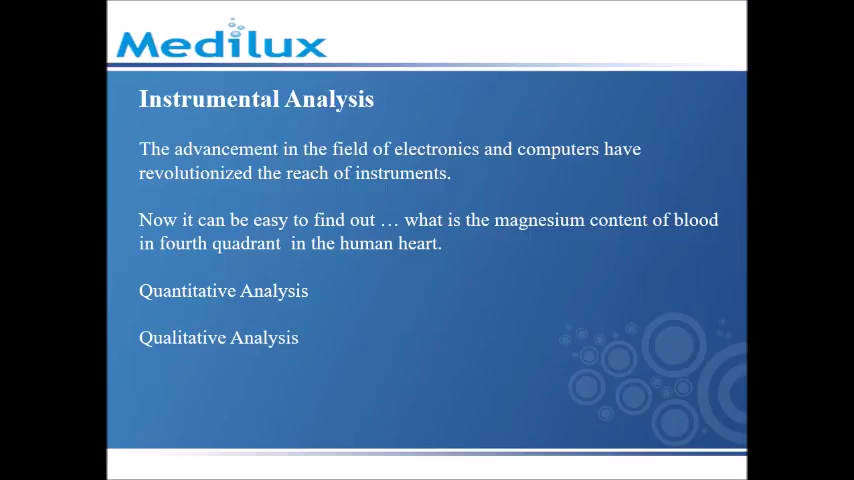 Medilux
Instrumental Analysis
The advancement in the field of electronics and computers have
revolutionized the reach of instruments.
Now it can be easy to find out … what is the magnesium content of blood
in fourth quadrant  in the human heart.
Quantitative Analysis
Qualitative Analysis